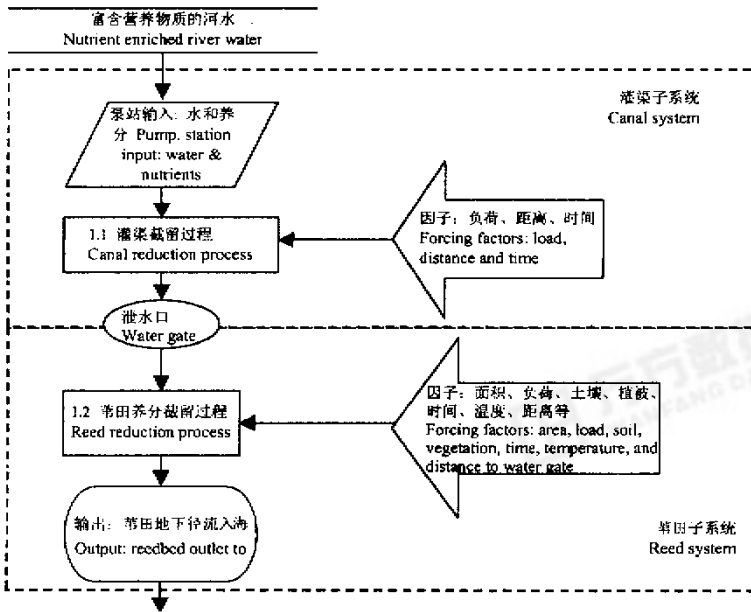 富含营养物质的河水
Nutrient enriched river water
灌渠子系统
Canal system
泵站输入: 水和养
分 Pump. station
input: water &
nutrients
因子: 负荷、距离、时间
Forcing factors: load,
distance and time
1.1 灌渠截留过程
Canal reduction process
泄水口
Water gate
因子: 面积、负荷、土壤、植被、
时间、温度、距离等
Forcing factors: area, load, soil,
vegetation, time, temperature, and
distance to water gate
1.2 苇田养分截留过程
Reed reduction process
输出: 苇田地下径流入海
Output: reedbed outlet to
苇田子系统
Reed system
万方数
WANFANG DA